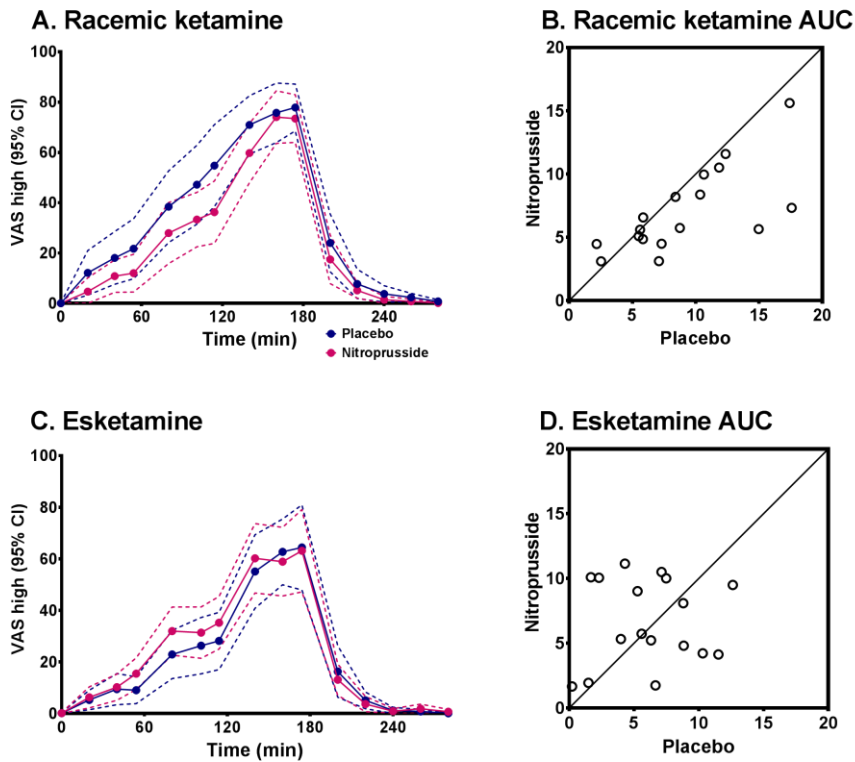 A. Racemic ketamine
100
80
60
40
20
0
VAS high (95% CI)
0 60 120 180 240
Time (min)
Placebo
Nitroprusside
B. Racemic ketamine AUC
20
15
10
5
0
Nitroprusside
0 5 10 15 20
Placebo
C. Esketamine
100
80
60
40
20
0
VAS high (95% CI)
0 60 120 180 240
Time (min)
D. Esketamine AUC
20
15
10
5
0
Nitroprusside
0 5 10 15 20
Placebo